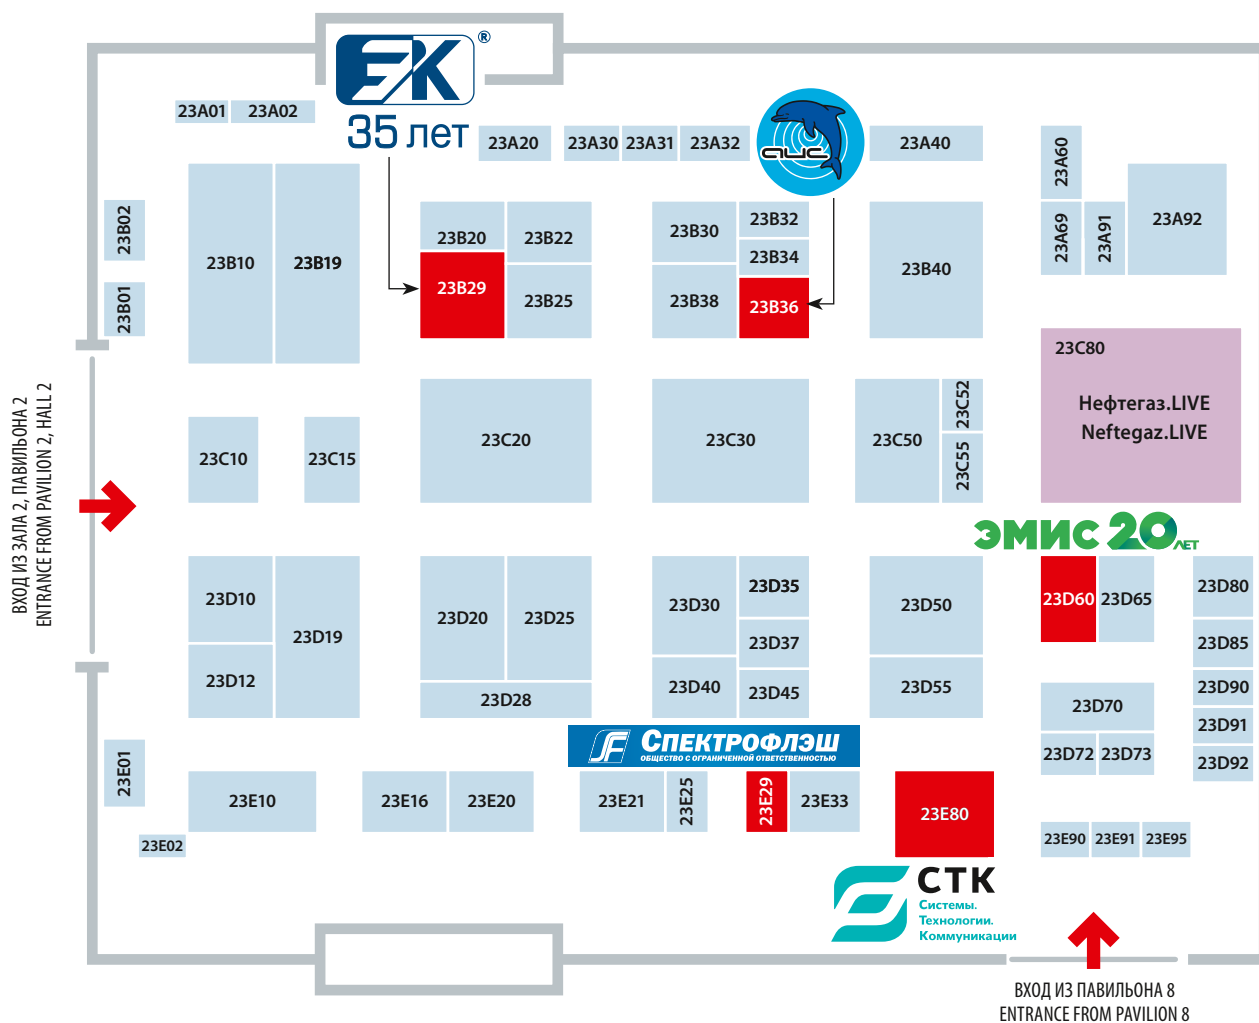 ЭК®
35 лет
23A01
23A02
23A20
23A30
23A31
23A32
аис
23A40
23A60
23A69
23A91
23A92
23B02
23B01
23B10
23B19
23B20
23B22
23B29
23B25
23B30
23B32
23B34
23B38
23B36
23B40
23C80
Нефтегаз.LIVE
Neftegaz.LIVE
23C10
23C15
23C20
23C30
23C50
23C52
23C55
ВХОД ИЗ ЗАЛА 2, ПАВИЛЬОНА 2
ENTRANCE FROM PAVILION 2, HALL 2
ЭМИС 20 ЛЕТ
23D10
23D12
23D19
23D20
23D25
23D28
23D30
23D35
23D37
23D40
23D45
23D50
23D55
23D60
23D65
23D70
23D72
23D73
23D80
23D85
23D90
23D91
23D92
SF СПЕКТРОФЛЭШ
ОБЩЕСТВО С ОГРАНИЧЕННОЙ ОТВЕТСТВЕННОСТЬЮ
23E01
23E02
23E10
23E16
23E20
23E21
23E25
23E29
23E33
23E80
23E90
23E91
23E95
СТК
Системы.
Технологии.
Коммуникации
ВХОД ИЗ ПАВИЛЬОНА 8
ENTRANCE FROM PAVILION 8